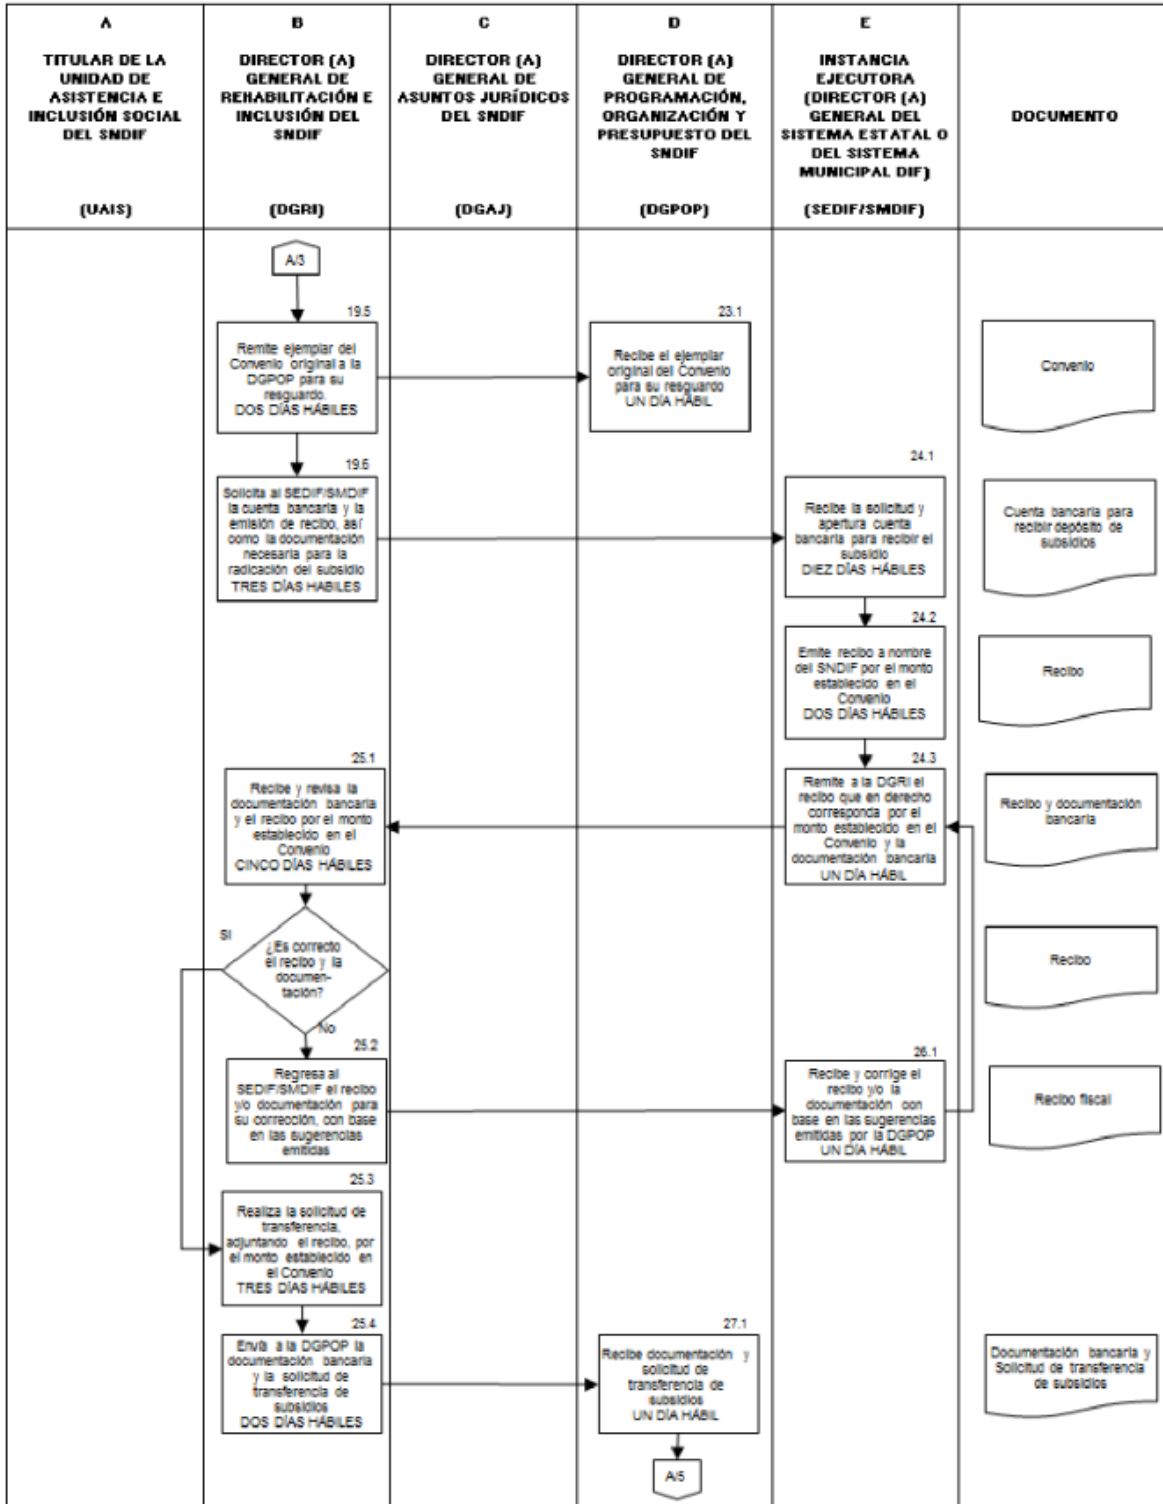 A
TITULAR DE LA
UNIDAD DE
ASISTENCIA E
INCLUSIÓN SOCIAL
DEL SNDIF
(UAIS)
B
DIRECTOR (A)
GENERAL DE
REHABILITACIÓN E
INCLUSIÓN DEL
SNDIF
(DGRI)
C
DIRECTOR (A)
GENERAL DE
ASUNTOS JURÍDICOS
DEL SNDIF
(DGAJ)
D
DIRECTOR (A)
GENERAL DE
PROGRAMACIÓN,
ORGANIZACIÓN Y
PRESUPUESTO DEL
SNDIF
(DGPOP)
E
INSTANCIA
EJECUTORA
(DIRECTOR (A)
GENERAL DEL
SISTEMA ESTATAL O
DEL SISTEMA
MUNICIPAL DIF)
(SEDIF/SMDIF)
DOCUMENTO
A/3
19.5
Remite ejemplar del
Convenio original a la
DGPOP para su
resguardo.
DOS DÍAS HÁBILES
23.1
Recibe el ejemplar
original del Convenio
para su resguardo
UN DÍA HÁBIL
Convenio
19.6
Solicita al SEDIF/SMDIF
la cuenta bancaria y la
emisión de recibo, así
como la documentación
necesaria para la
radicación del subsidio
TRES DÍAS HABILES
24.1
Recibe la solicitud y
apertura cuenta
bancaria para recibir el
subsidio
DIEZ DÍAS HÁBILES
Cuenta bancaria para
recibir depósito de
subsidios
24.2
Emite recibo a nombre
del SNDIF por el monto
establecido en el
Convenio
DOS DÍAS HÁBILES
Recibo
25.1
Recibe y revisa la
documentación bancaria
y el recibo por el monto
establecido en el
Convenio
CINCO DÍAS HÁBILES
24.3
Remite a la DGRI el
recibo que en derecho
corresponda por el
monto establecido en el
Convenio y la
documentación bancaria
UN DÍA HÁBIL
Recibo y documentación
bancaria
SI
¿Es correcto
el recibo y la
documen-
tación?
No
Recibo
25.2
Regresa al
SEDIF/SMDIF el recibo
y/o documentación para
su corrección, con base
en las sugerencias
emitidas
26.1
Recibe y corrige el
recibo y/o la
documentación con
base en las sugerencias
emitidas por la DGPOP
UN DÍA HÁBIL
Recibo fiscal
25.3
Realiza la solicitud de
transferencia,
adjuntando el recibo, por
el monto establecido en
el Convenio
TRES DÍAS HÁBILES
25.4
Envía a la DGPOP la
documentación bancaria
y la solicitud de
transferencia de
subsidios
DOS DÍAS HÁBILES
27.1
Recibe documentación y
solicitud de
transferencia de
subsidios
UN DÍA HÁBIL
Documentación bancaria y
Solicitud de transferencia
de subsidios
A/5